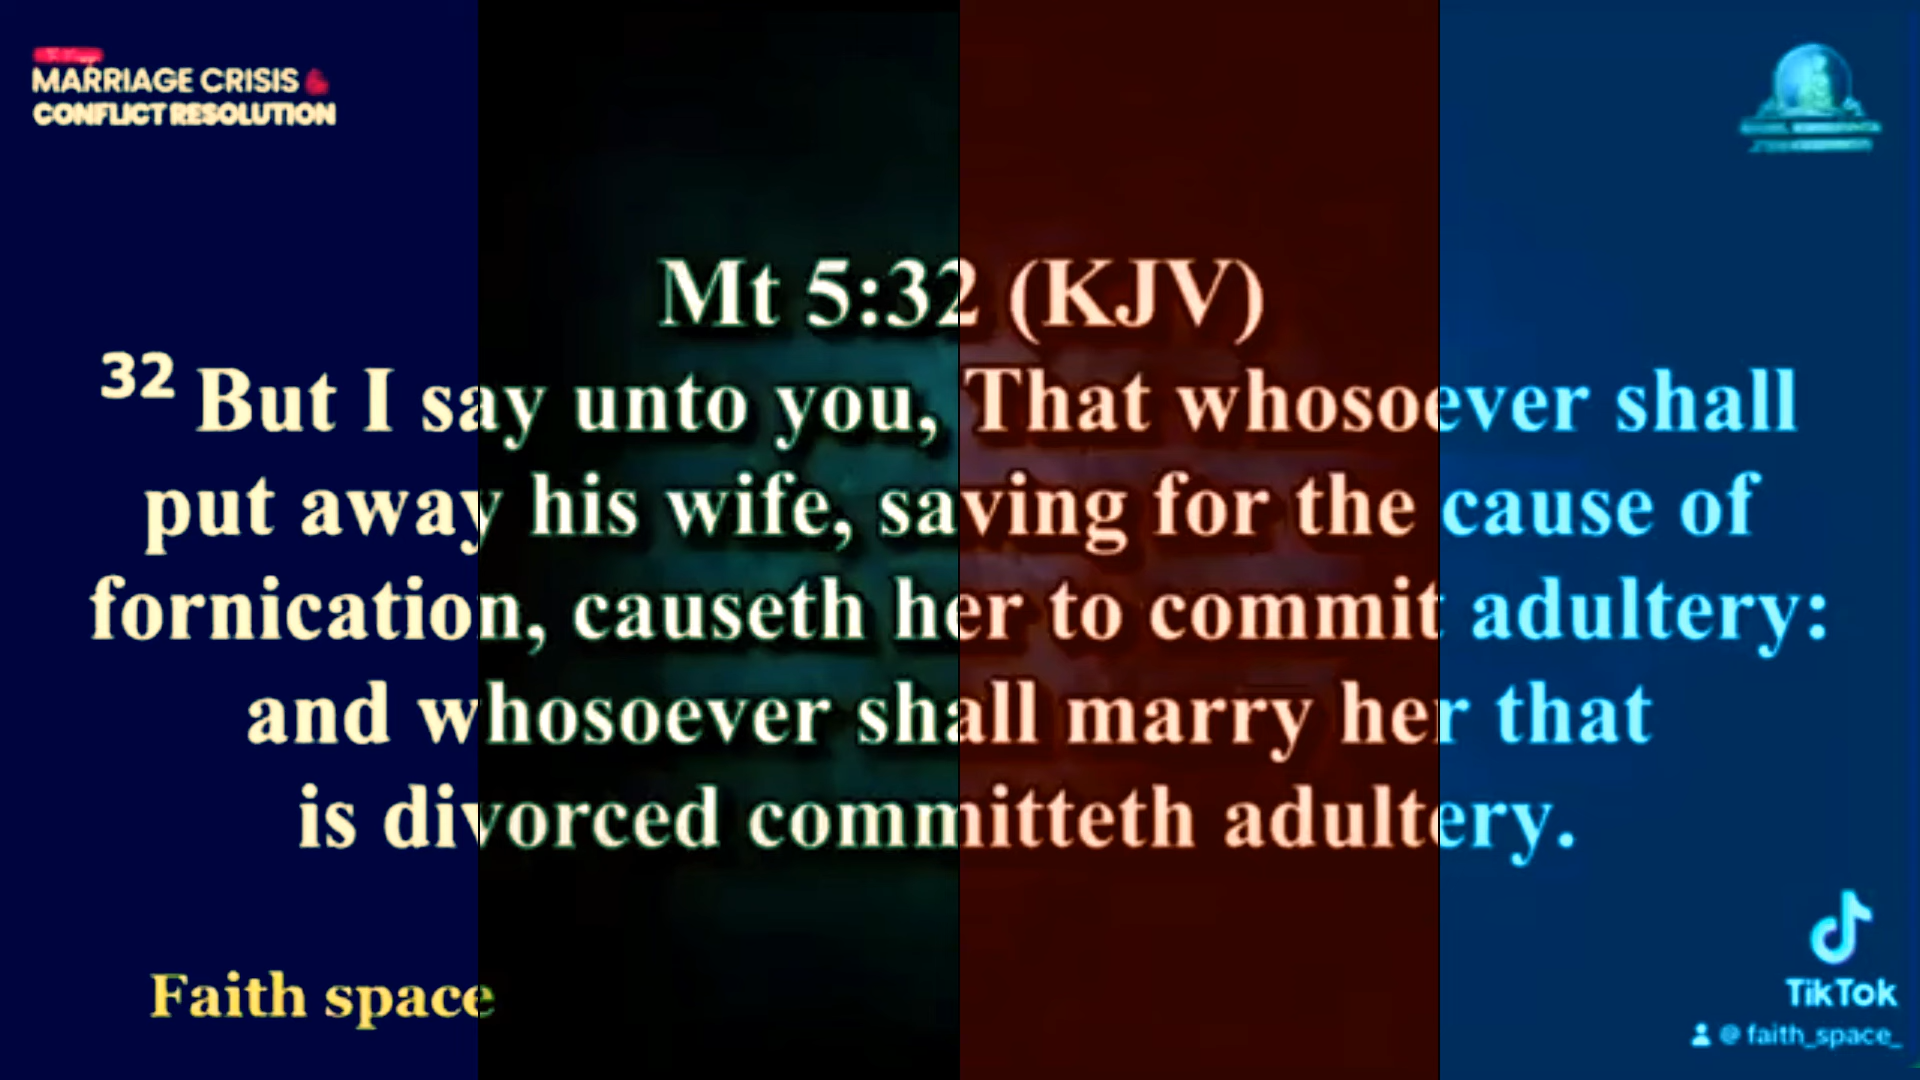 MARRIAGE CRISIS &
CONFLICT RESOLUTION
Mt 5:32 (KJV)
32 But I say unto you, That whosoever shall
put away his wife, saving for the cause of
fornication, causeth her to commit adultery:
and whosoever shall marry her that
is divorced committeth adultery.
Faith space
TikTok
@ faith_space_